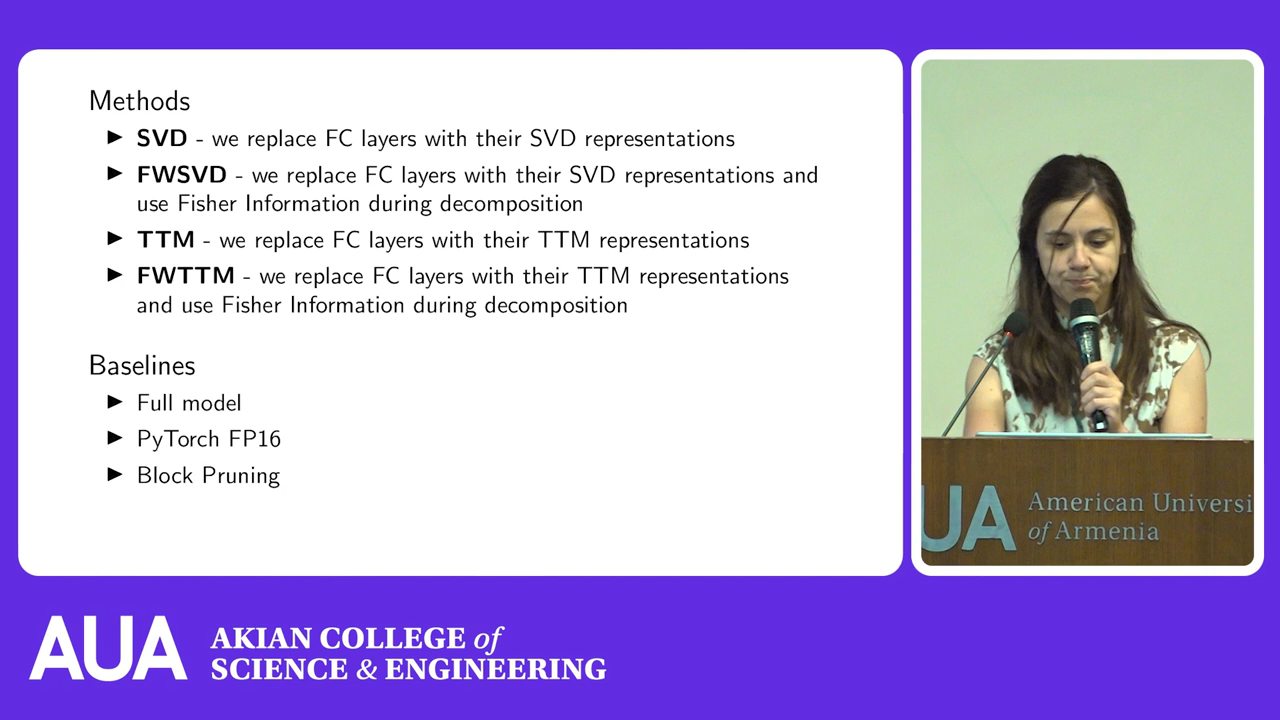 Methods
▶ SVD - we replace FC layers with their SVD representations
▶ FWSVD - we replace FC layers with their SVD representations and
use Fisher Information during decomposition
▶ TTM - we replace FC layers with their TTM representations
▶ FWTTM - we replace FC layers with their TTM representations
and use Fisher Information during decomposition
Baselines
▶ Full model
▶ PyTorch FP16
▶ Block Pruning
UA American Universi
of Armenia
AUA AKIAN COLLEGE of
SCIENCE & ENGINEERING